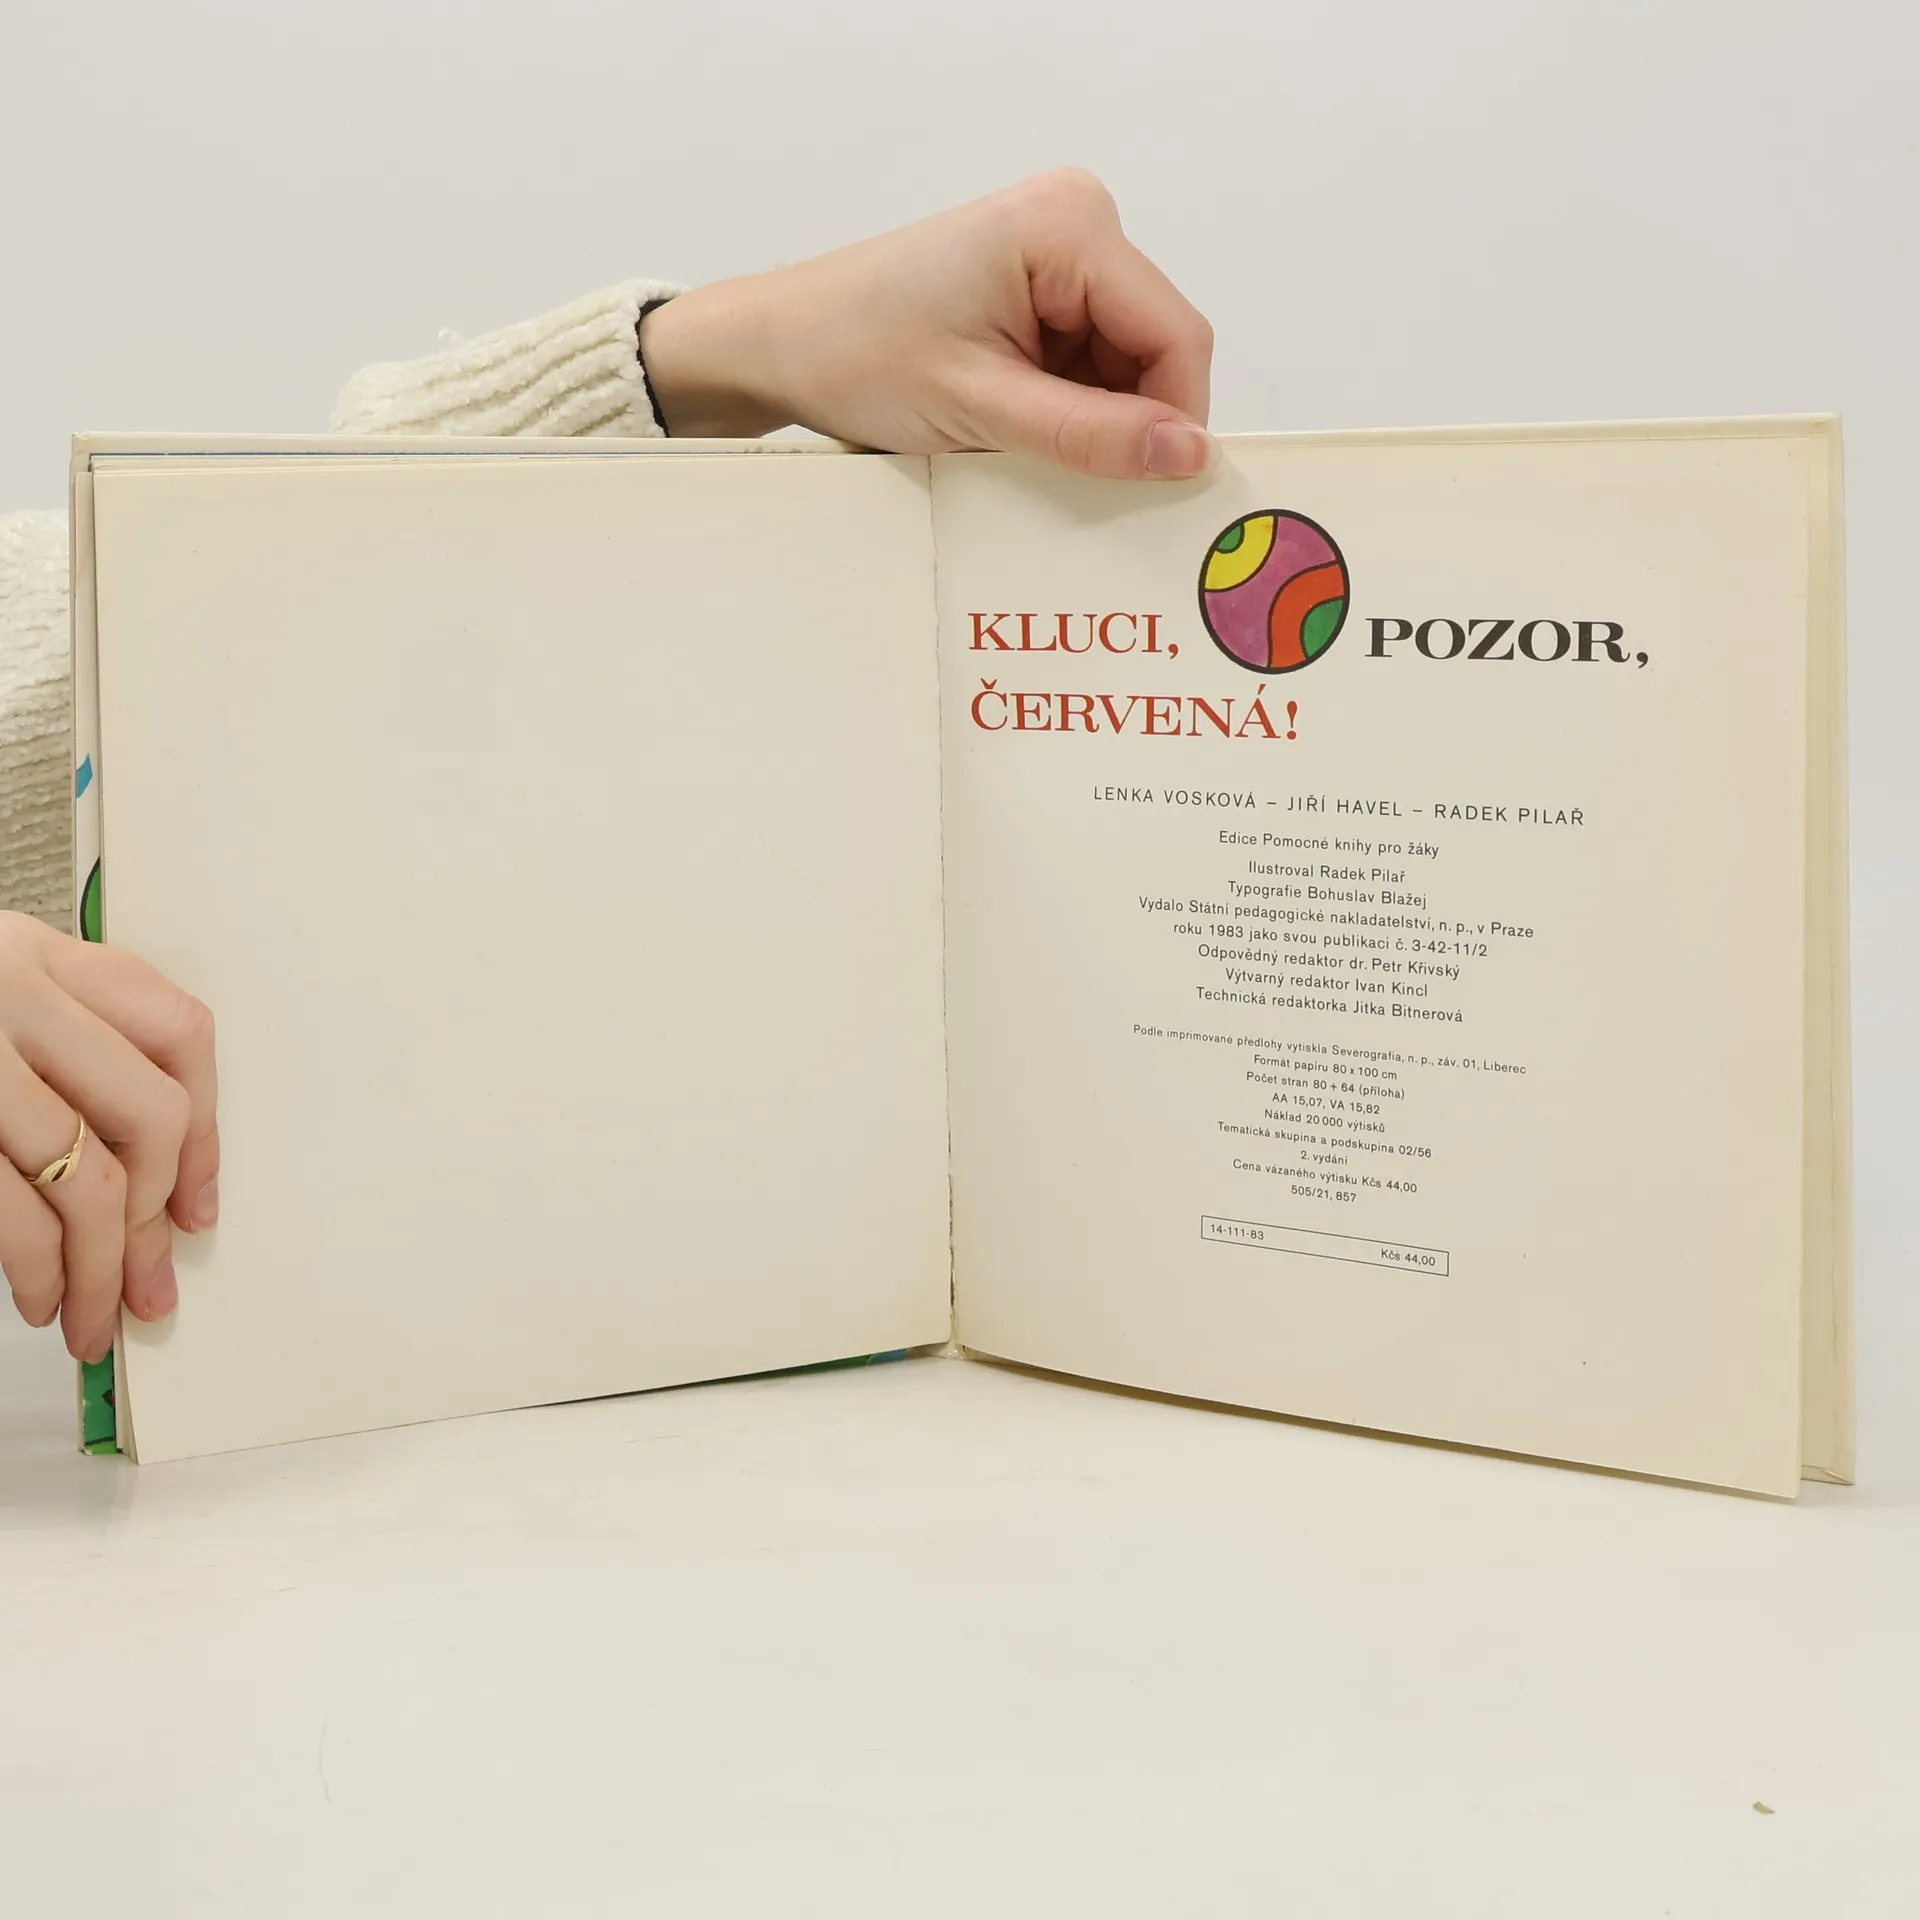 KLUCI, POZOR,
ČERVENÁ!
LENKA VOSKOVÁ – JIŘÍ HAVEL – RADEK PILAŘ
Edice Pomocné knihy pro žáky
Ilustroval Radek Pilař
Typografie Bohuslav Blažej
Vydalo Státní pedagogické nakladatelství, n. p., v Praze
roku 1983 jako svou publikaci č. 3-42-11/2
Odpovědný redaktor dr. Petr Křivský
Výtvarný redaktor Ivan Kincl
Technická redaktorka Jitka Bitnerová
Podle imprimované předlohy vytiskla Severografia, n. p., záv. 01, Liberec
Formát papíru 80 x 100 cm
Počet stran 80 + 64 (příloha)
AA 15,07, VA 15,82
Náklad 20 000 výtisků
Tematická skupina a podskupina 02/56
2. vydání
Cena vázaného výtisku Kčs 44,00
505/21, 857
14-111-83 Kčs 44,00